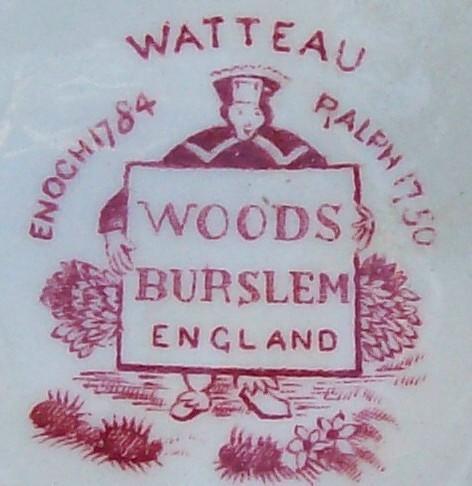 WATTEAU
ENOCH 1784
RALPH 1750
WOODS
BURSLEM
ENGLAND